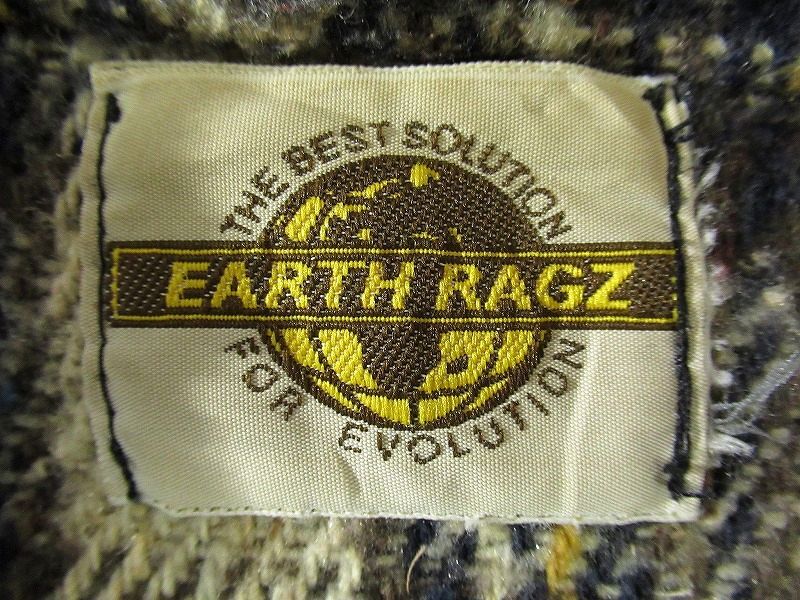 THE BEST SOLUTION
EARTH RAGZ
FOR EVOLUTION